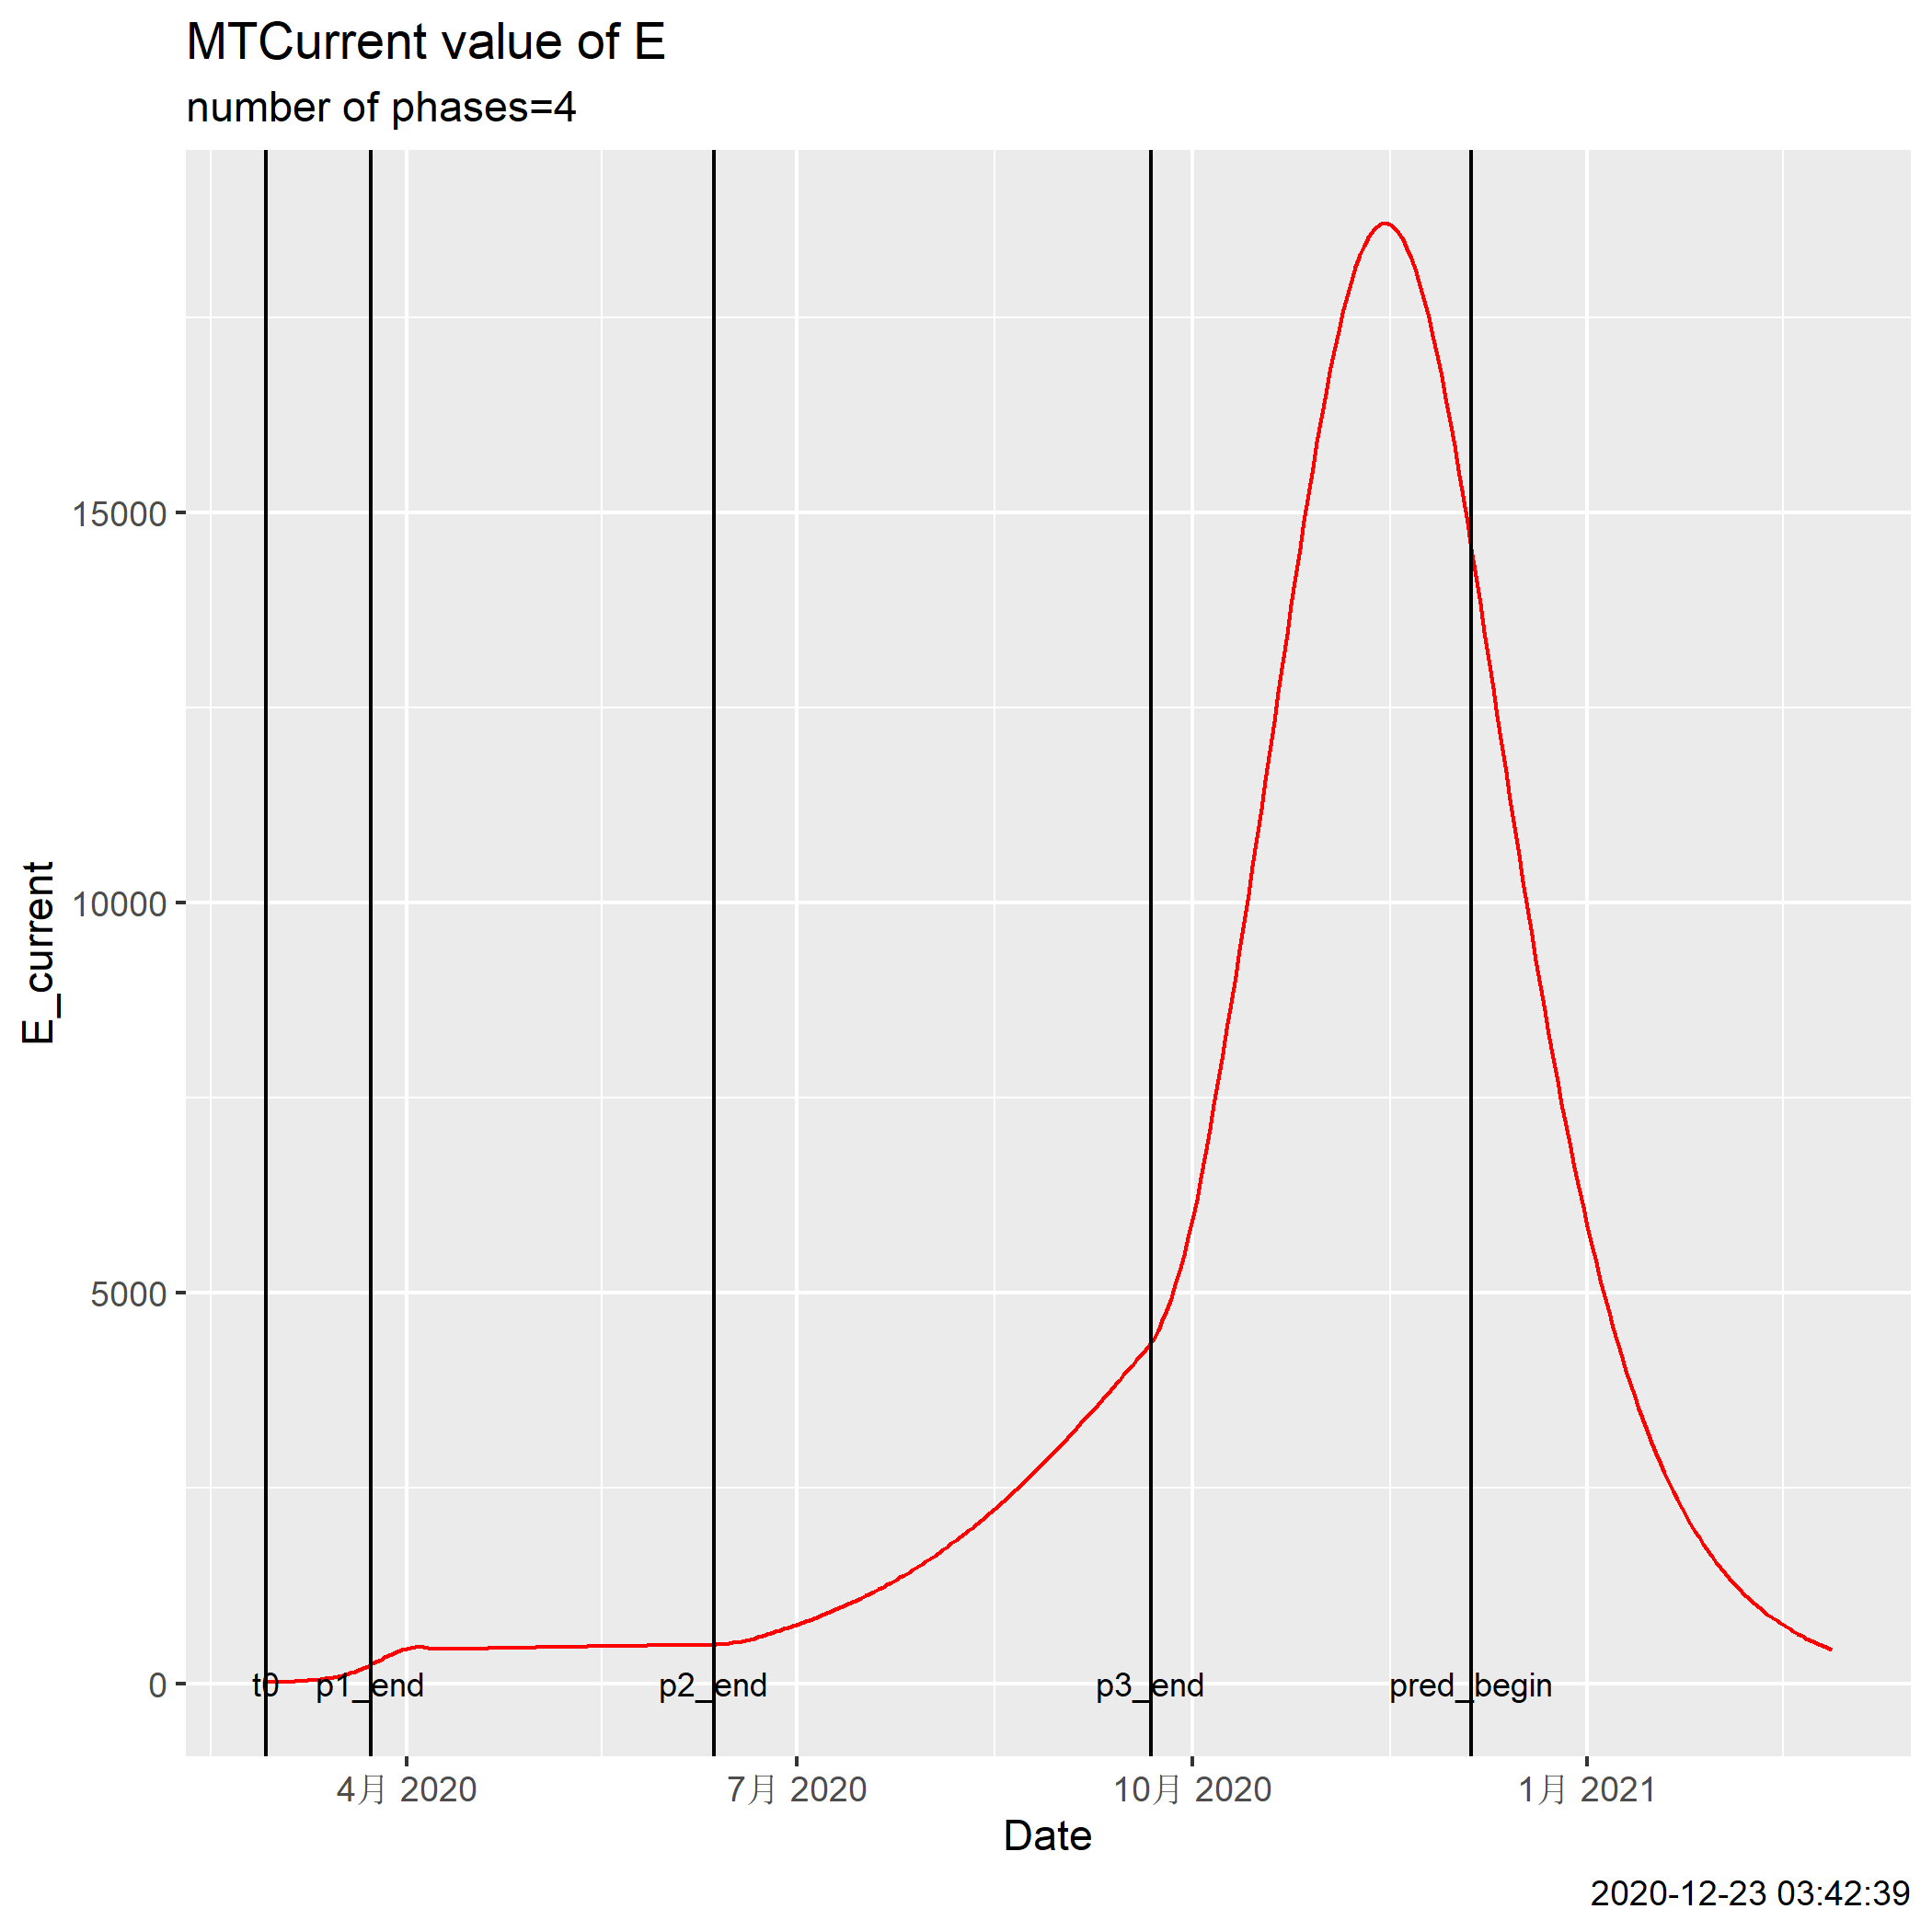 MTCurrent value of E
number of phases=4
E_current
15000
10000
5000
0
t0 p1_end p2_end p3_end pred_begin
4月 2020 7月 2020 10月 2020 1月 2021
Date
2020-12-23 03:42:39